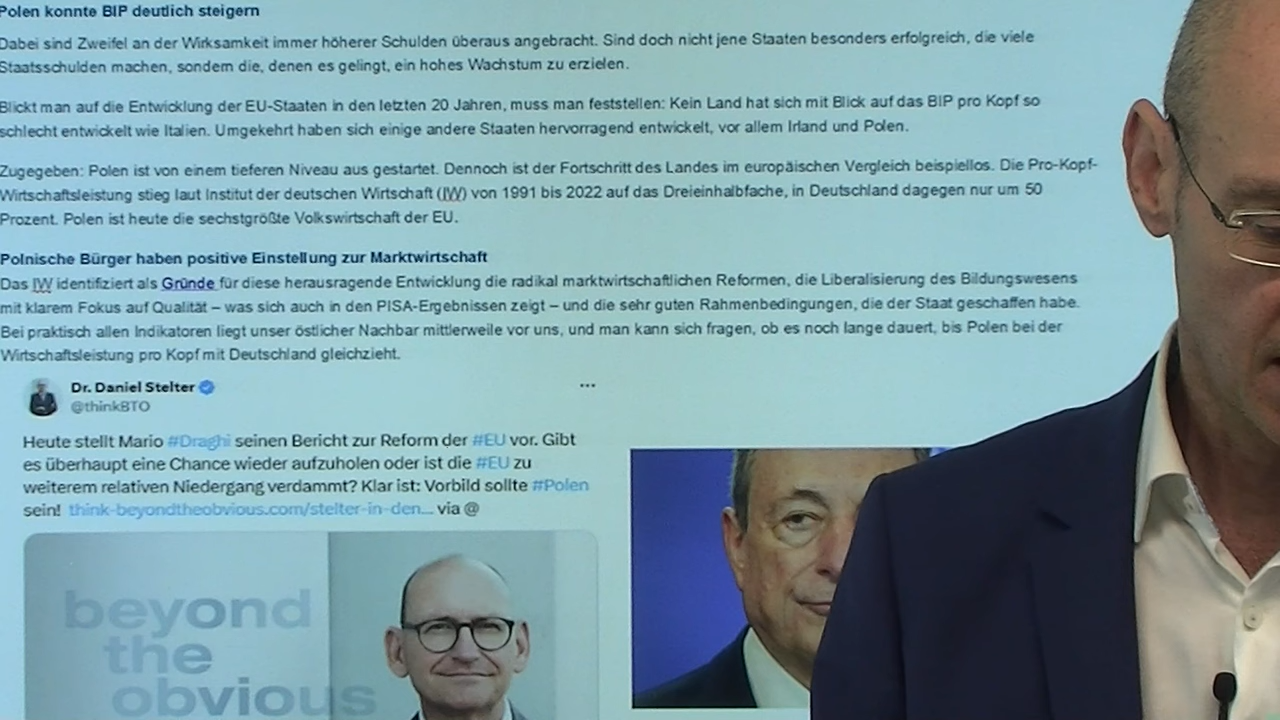 Polen konnte BIP deutlich steigern
Dabei sind Zweifel an der Wirksamkeit immer höherer Schulden überaus angebracht. Sind doch nicht jene Staaten besonders erfolgreich, die viele
Staatsschulden machen, sondern die, denen es gelingt, ein hohes Wachstum zu erzielen.
Blickt man auf die Entwicklung der EU-Staaten in den letzten 20 Jahren, muss man feststellen: Kein Land hat sich mit Blick auf das BIP pro Kopf so
schlecht entwickelt wie Italien. Umgekehrt haben sich einige andere Staaten hervorragend entwickelt, vor allem Irland und Polen.
Zugegeben: Polen ist von einem tieferen Niveau aus gestartet. Dennoch ist der Fortschritt des Landes im europäischen Vergleich beispiellos. Die Pro-Kopf-
Wirtschaftsleistung stieg laut Institut der deutschen Wirtschaft (IW) von 1991 bis 2022 auf das Dreieinhalbfache, in Deutschland dagegen nur um 50
Prozent. Polen ist heute die sechstgrößte Volkswirtschaft der EU.
Polnische Bürger haben positive Einstellung zur Marktwirtschaft
Das IW identifiziert als Gründe für diese herausragende Entwicklung die radikal marktwirtschaftlichen Reformen, die Liberalisierung des Bildungswesens
mit klarem Fokus auf Qualität – was sich auch in den PISA-Ergebnissen zeigt – und die sehr guten Rahmenbedingungen, die der Staat geschaffen habe.
Bei praktisch allen Indikatoren liegt unser östlicher Nachbar mittlerweile vor uns, und man kann sich fragen, ob es noch lange dauert, bis Polen bei der
Wirtschaftsleistung pro Kopf mit Deutschland gleichzieht.
Dr. Daniel Stelter
@thinkBTO
Heute stellt Mario #Draghi seinen Bericht zur Reform der #EU vor. Gibt
es überhaupt eine Chance wieder aufzuholen oder ist die #EU zu
weiterem relativen Niedergang verdammt? Klar ist: Vorbild sollte #Polen
sein! think-beyondtheobvious.com/stelter-in-den... via @
beyond
the
obvious